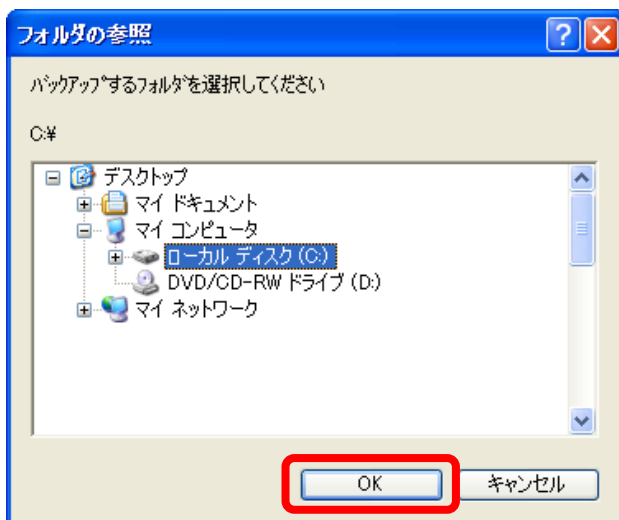 フォルダの参照
バックアップするフォルダを選択してください
C:¥
デスクトップ
マイ ドキュメント
マイ コンピュータ
ローカル ディスク (C:)
DVD/CD-RW ドライブ (D:)
マイ ネットワーク
OK キャンセル